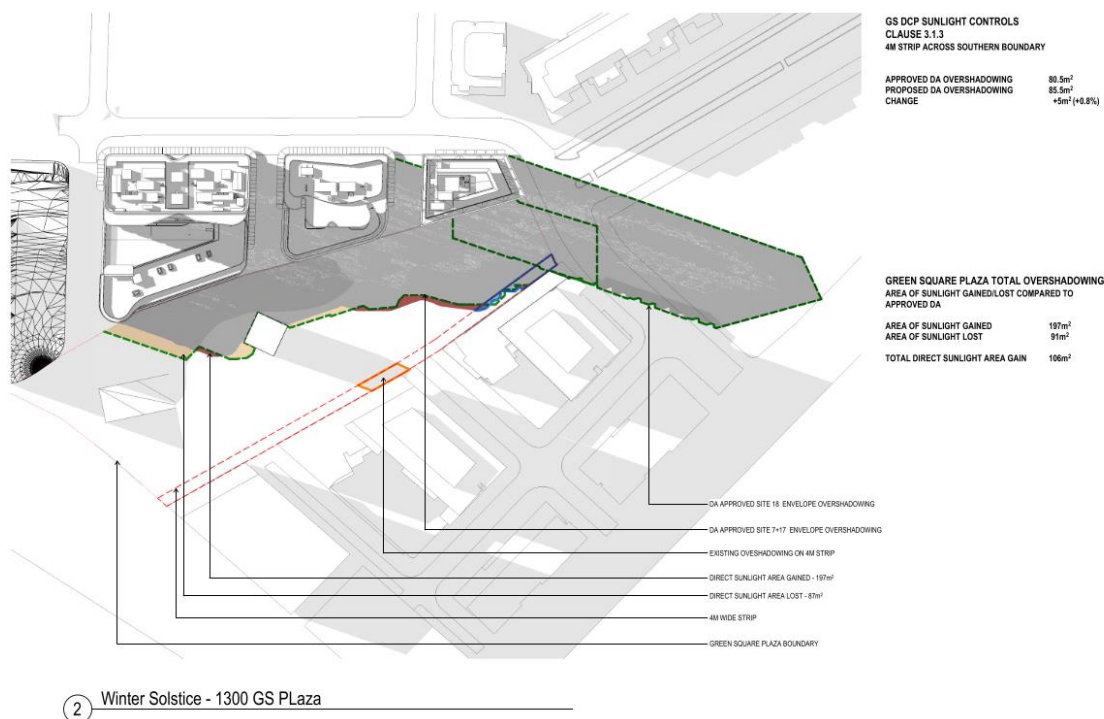 GS DCP SUNLIGHT CONTROLS
CLAUSE 3.1.3
4M STRIP ACROSS SOUTHERN BOUNDARY
APPROVED DA OVERSHADOWING 80.5m²
PROPOSED DA OVERSHADOWING 85.5m²
CHANGE +5m² (+0.8%)
GREEN SQUARE PLAZA TOTAL OVERSHADOWING
AREA OF SUNLIGHT GAINED/LOST COMPARED TO
APPROVED DA
AREA OF SUNLIGHT GAINED 197m²
AREA OF SUNLIGHT LOST 91m²
TOTAL DIRECT SUNLIGHT AREA GAIN 106m²
DA APPROVED SITE 18 ENVELOPE OVERSHADOWING
DA APPROVED SITE 7+17 ENVELOPE OVERSHADOWING
EXISTING OVESHADOWING ON 4M STRIP
DIRECT SUNLIGHT AREA GAINED - 197m²
DIRECT SUNLIGHT AREA LOST - 87m²
4M WIDE STRIP
GREEN SQUARE PLAZA BOUNDARY
2 Winter Solstice - 1300 GS PLaza